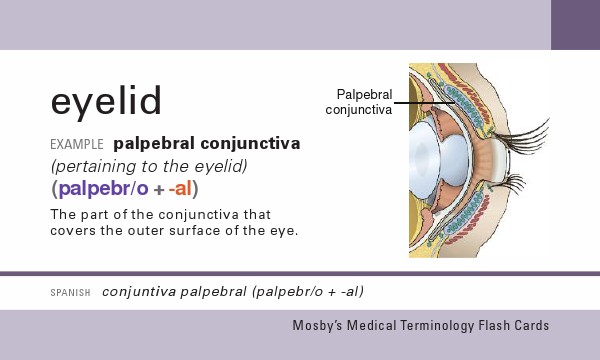 eyelid
EXAMPLE palpebral conjunctiva
(pertaining to the eyelid)
(palpebr/o + -al)
The part of the conjunctiva that
covers the outer surface of the eye.
Palpebral
conjunctiva
SPANISH conjuntiva palpebral (palpebr/o + -al)
Mosby's Medical Terminology Flash Cards